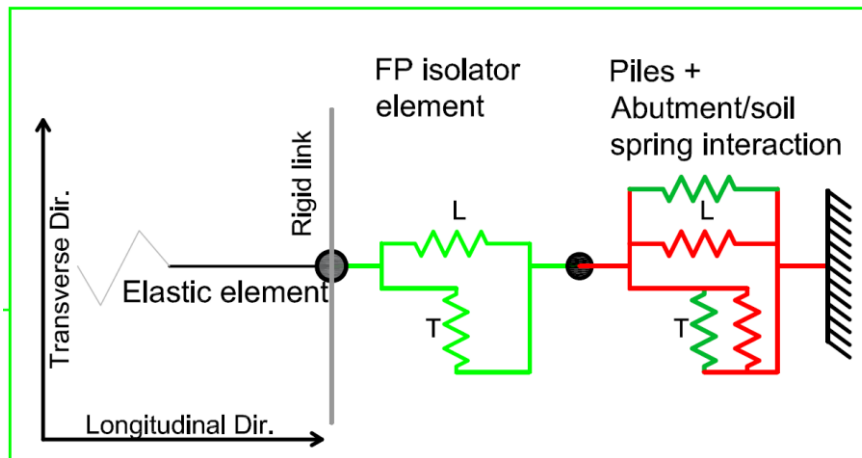 FP isolator
element
Piles +
Abutment/soil
spring interaction
Transverse Dir.
Rigid link
L
L
Elastic element
T
T
Longitudinal Dir.